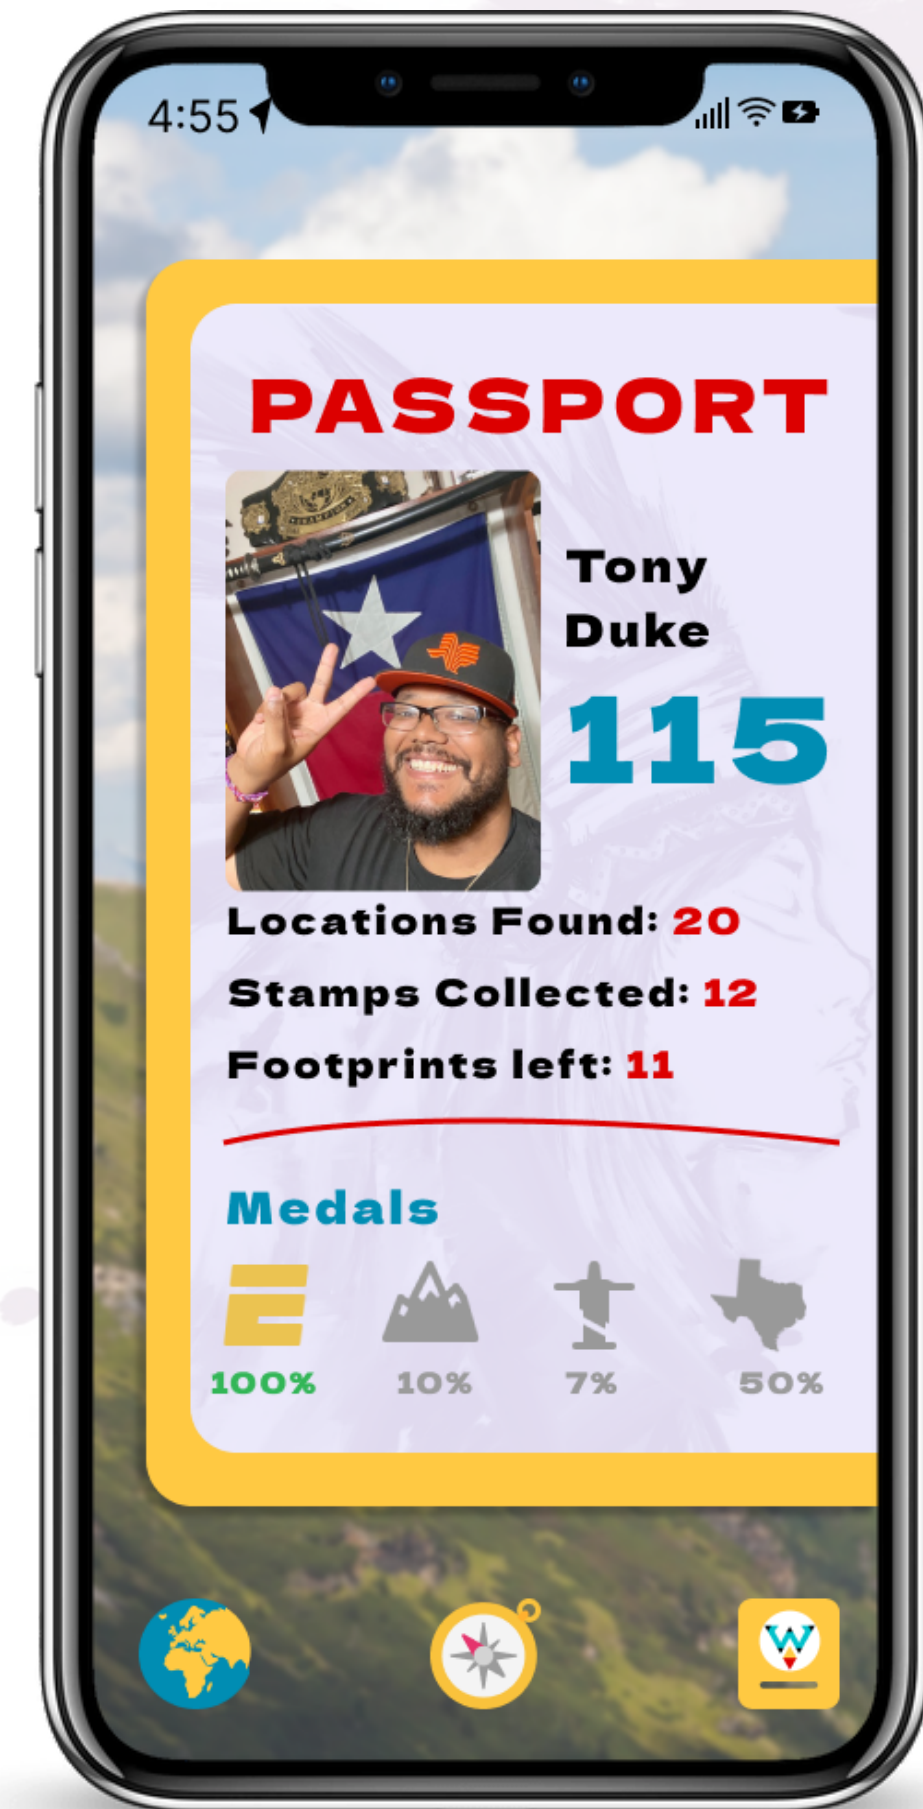 4:55
PASSPORT
CHAMPION
Tony
Duke
115
Locations Found: 20
Stamps Collected: 12
Footprints left: 11
Medals
100% 10% 7% 50%
W